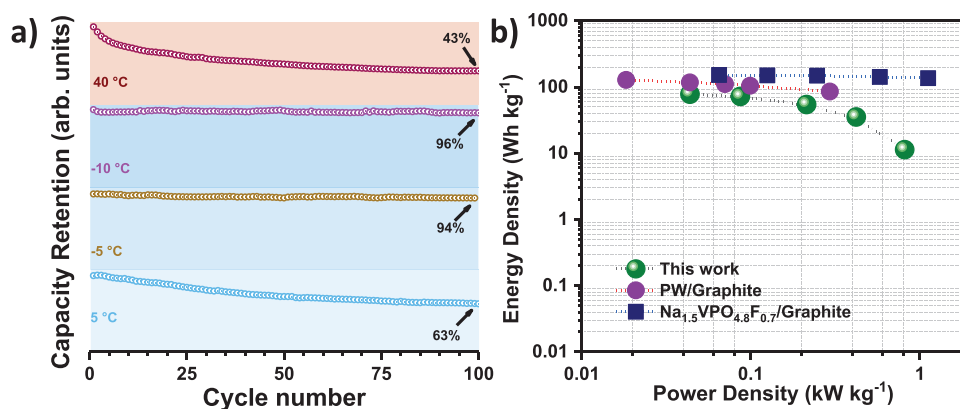 a)
Capacity Retention (arb. units)
43%
40 °C
96%
-10 °C
94%
-5 °C
63%
5 °C
0 25 50 75 100
Cycle number
b)
Energy Density (Wh kg⁻¹)
1000
100
10
1
0.1
0.01
This work
PW/Graphite
Na₁.₅VPO₄.₈F₀.₇/Graphite
0.01 0.1 1
Power Density (kW kg⁻¹)